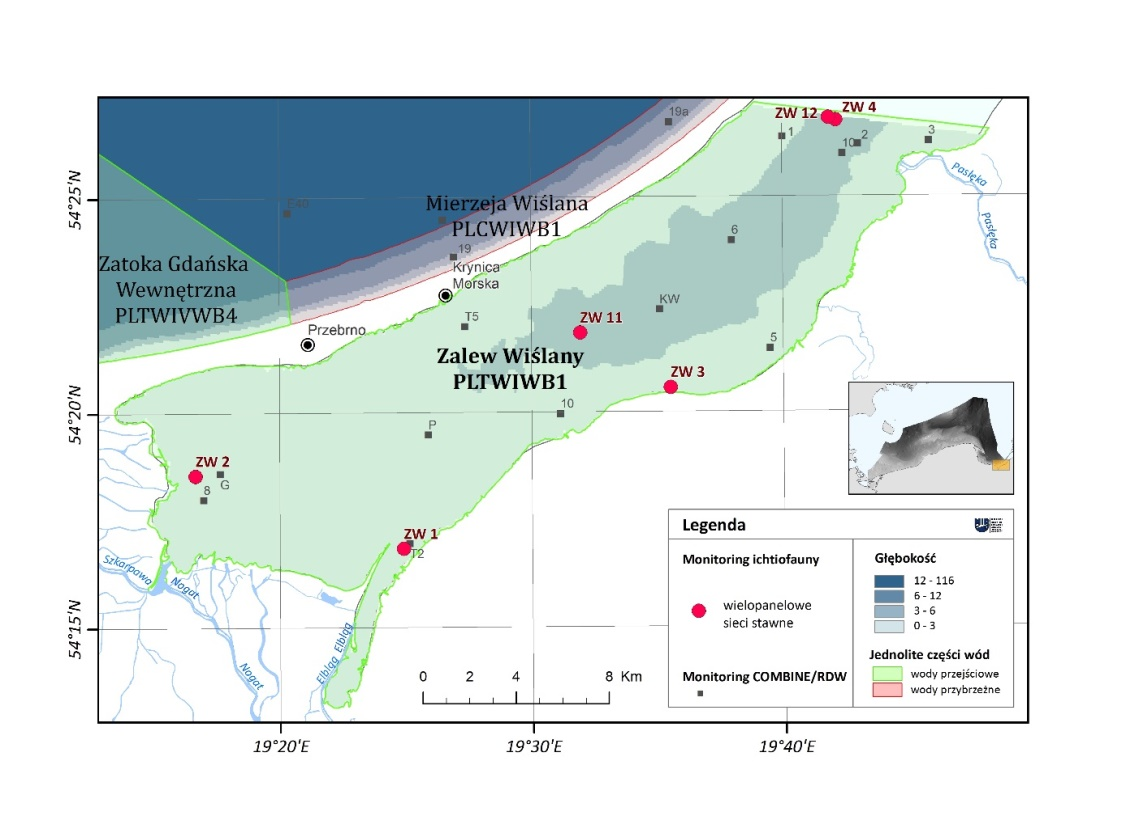 19a
ZW 12
ZW 4
1
2
10
3
Pasłęka
Pasłęka
54°25'N
E40
Mierzeja Wiślana
PLCWIWB1
6
19
Krynica
Morska
Zatoka Gdańska
Wewnętrzna
PLTWIVWB4
KW
T5
ZW 11
Przebrno
5
Zalew Wiślany
PLTWIWB1
ZW 3
54°20'N
10
P
ZW 2
G
8
ZW 1
T2
Szkarpawa
Nogat
Nogat
Elbląg
Elbląg
54°15'N
0 2 4 8 Km
Legenda
Monitoring ichtiofauny
wielopanelowe
sieci stawne
Monitoring COMBINE/RDW
Głębokość
12 - 116
6 - 12
3 - 6
0 - 3
Jednolite części wód
wody przejściowe
wody przybrzeżne
19°20'E
19°30'E
19°40'E